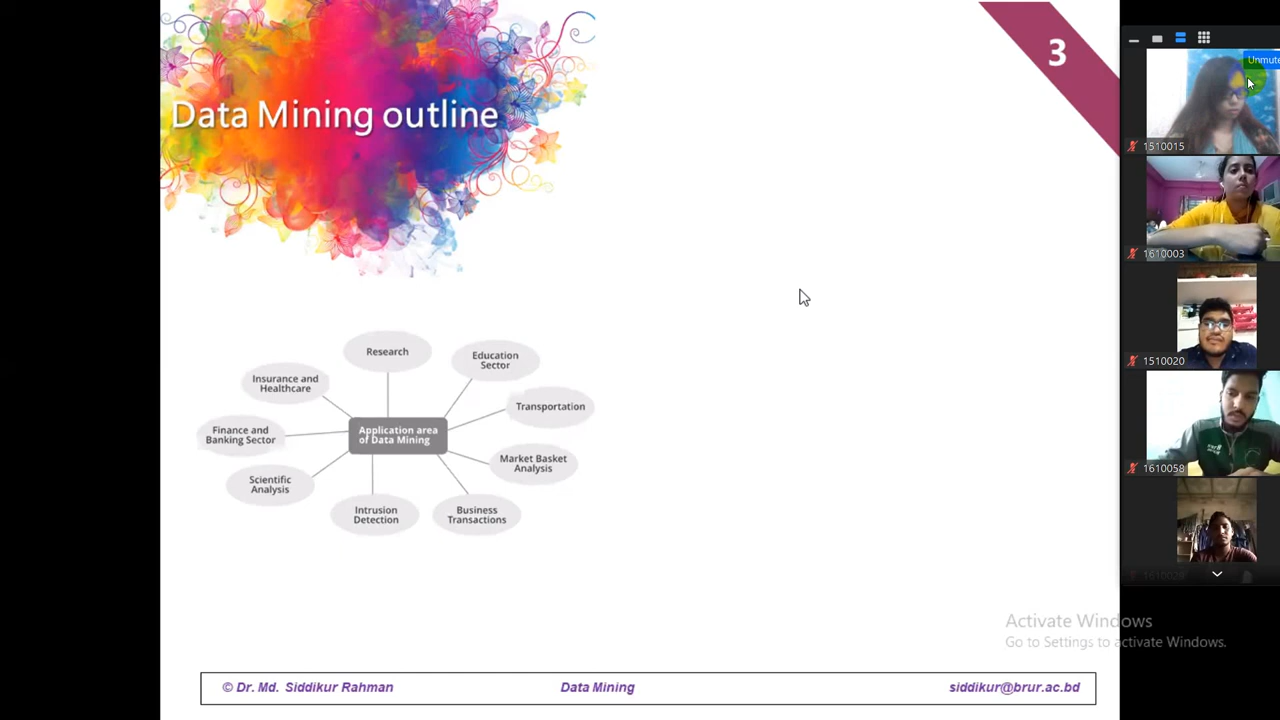 Data Mining outline
3
Research
Education
Sector
Insurance and
Healthcare
Transportation
Finance and
Banking Sector
Application area
of Data Mining
Market Basket
Analysis
Scientific
Analysis
Intrusion
Detection
Business
Transactions
© Dr. Md. Siddikur Rahman
Data Mining
siddikur@brur.ac.bd
Unmute
1510015
1610003
1510020
1610058
Activate Windows
Go to Settings to activate Windows.